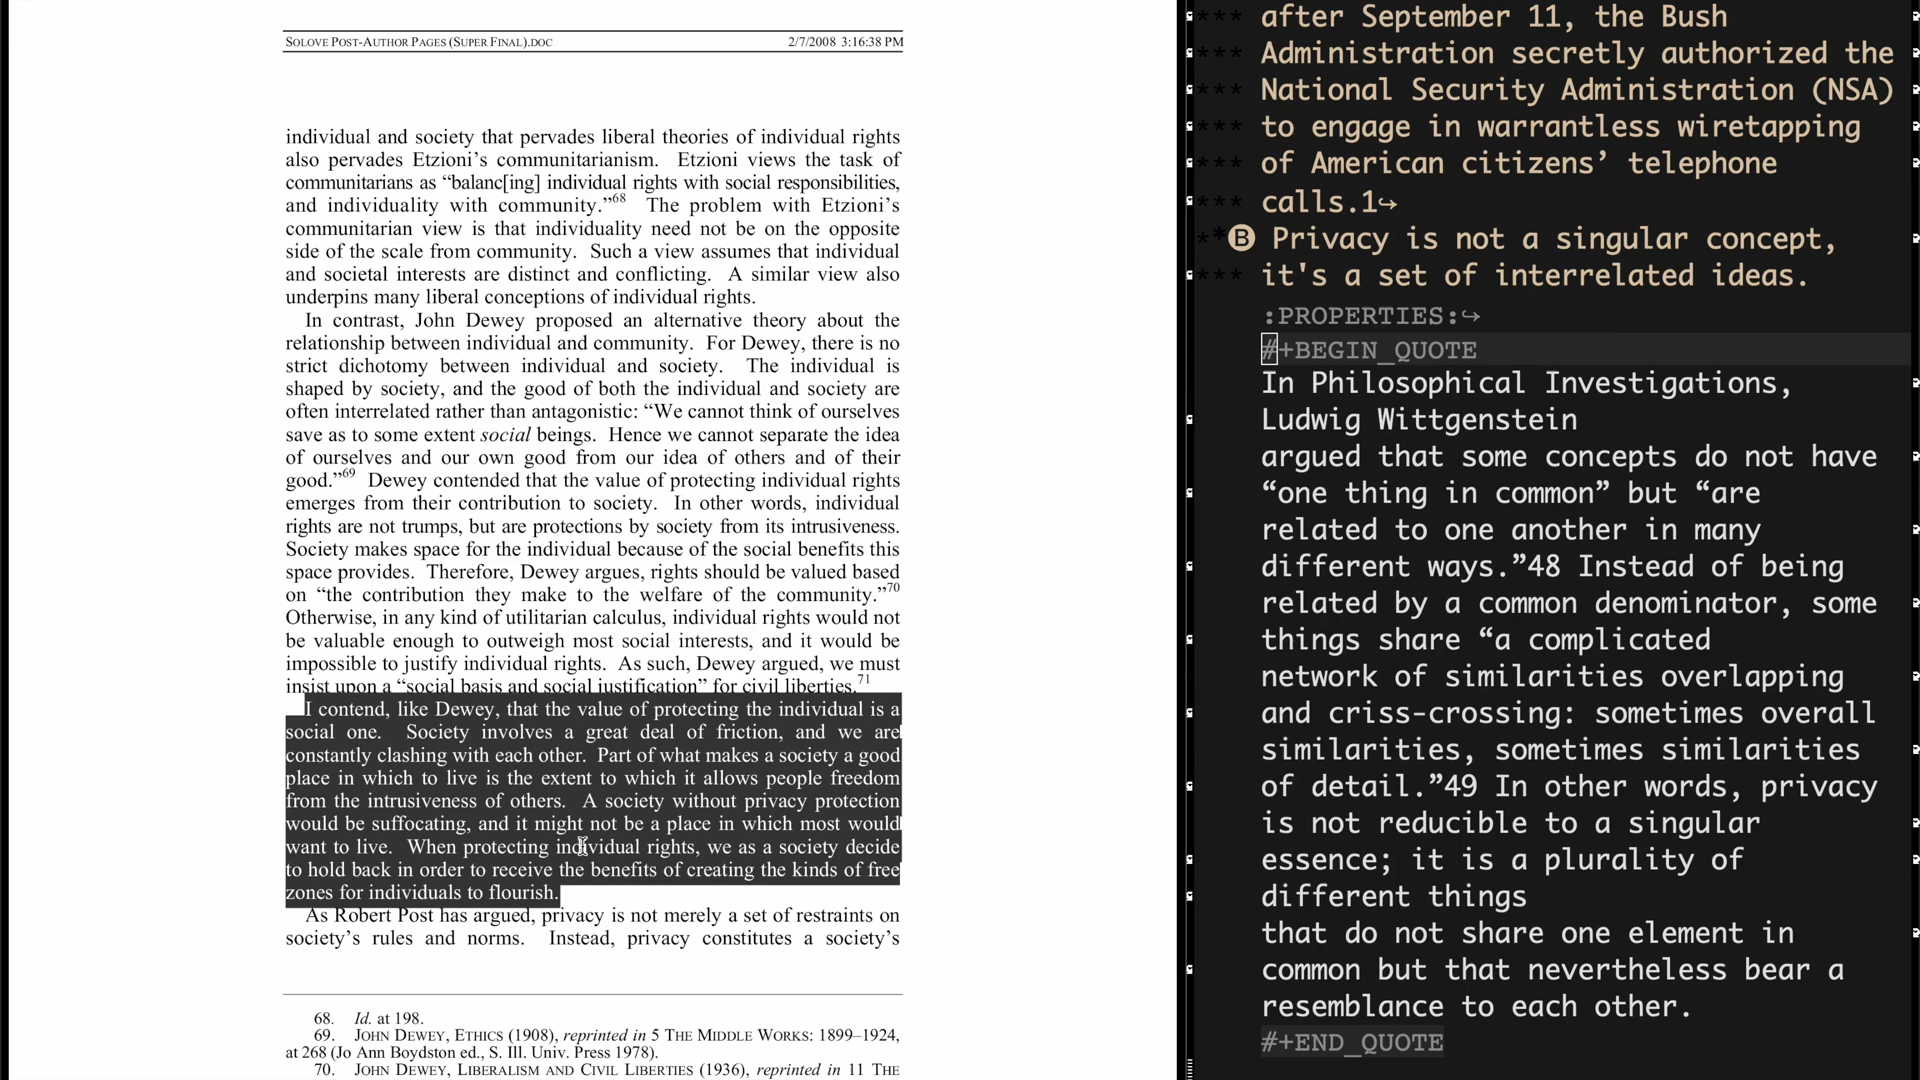 SOLOVE POST-AUTHOR PAGES (SUPER FINAL).DOC 2/7/2008 3:16:38 PM
individual and society that pervades liberal theories of individual rights
also pervades Etzioni’s communitarianism. Etzioni views the task of
communitarians as “balanc[ing] individual rights with social responsibilities,
and individuality with community.”68 The problem with Etzioni’s
communitarian view is that individuality need not be on the opposite
side of the scale from community. Such a view assumes that individual
and societal interests are distinct and conflicting. A similar view also
underpins many liberal conceptions of individual rights.
In contrast, John Dewey proposed an alternative theory about the
relationship between individual and community. For Dewey, there is no
strict dichotomy between individual and society. The individual is
shaped by society, and the good of both the individual and society are
often interrelated rather than antagonistic: “We cannot think of ourselves
save as to some extent social beings. Hence we cannot separate the idea
of ourselves and our own good from our idea of others and of their
good.”69 Dewey contended that the value of protecting individual rights
emerges from their contribution to society. In other words, individual
rights are not trumps, but are protections by society from its intrusiveness.
Society makes space for the individual because of the social benefits this
space provides. Therefore, Dewey argues, rights should be valued based
on “the contribution they make to the welfare of the community.”70
Otherwise, in any kind of utilitarian calculus, individual rights would not
be valuable enough to outweigh most social interests, and it would be
impossible to justify individual rights. As such, Dewey argued, we must
insist upon a “social basis and social justification” for civil liberties.71
I contend, like Dewey, that the value of protecting the individual is a
social one. Society involves a great deal of friction, and we are
constantly clashing with each other. Part of what makes a society a good
place in which to live is the extent to which it allows people freedom
from the intrusiveness of others. A society without privacy protection
would be suffocating, and it might not be a place in which most would
want to live. When protecting individual rights, we as a society decide
to hold back in order to receive the benefits of creating the kinds of free
zones for individuals to flourish.
As Robert Post has argued, privacy is not merely a set of restraints on
society’s rules and norms. Instead, privacy constitutes a society’s
68. Id. at 198.
69. JOHN DEWEY, ETHICS (1908), reprinted in 5 THE MIDDLE WORKS: 1899–1924,
at 268 (Jo Ann Boydston ed., S. Ill. Univ. Press 1978).
70. JOHN DEWEY, LIBERALISM AND CIVIL LIBERTIES (1936), reprinted in 11 THE
*** after September 11, the Bush
*** Administration secretly authorized the
*** National Security Administration (NSA)
*** to engage in warrantless wiretapping
*** of American citizens’ telephone
*** calls.1↪
** B Privacy is not a singular concept,
*** it's a set of interrelated ideas.
:PROPERTIES:↪
#+BEGIN_QUOTE
In Philosophical Investigations,
Ludwig Wittgenstein
argued that some concepts do not have
“one thing in common” but “are
related to one another in many
different ways.”48 Instead of being
related by a common denominator, some
things share “a complicated
network of similarities overlapping
and criss-crossing: sometimes overall
similarities, sometimes similarities
of detail.”49 In other words, privacy
is not reducible to a singular
essence; it is a plurality of
different things
that do not share one element in
common but that nevertheless bear a
resemblance to each other.
#+END_QUOTE